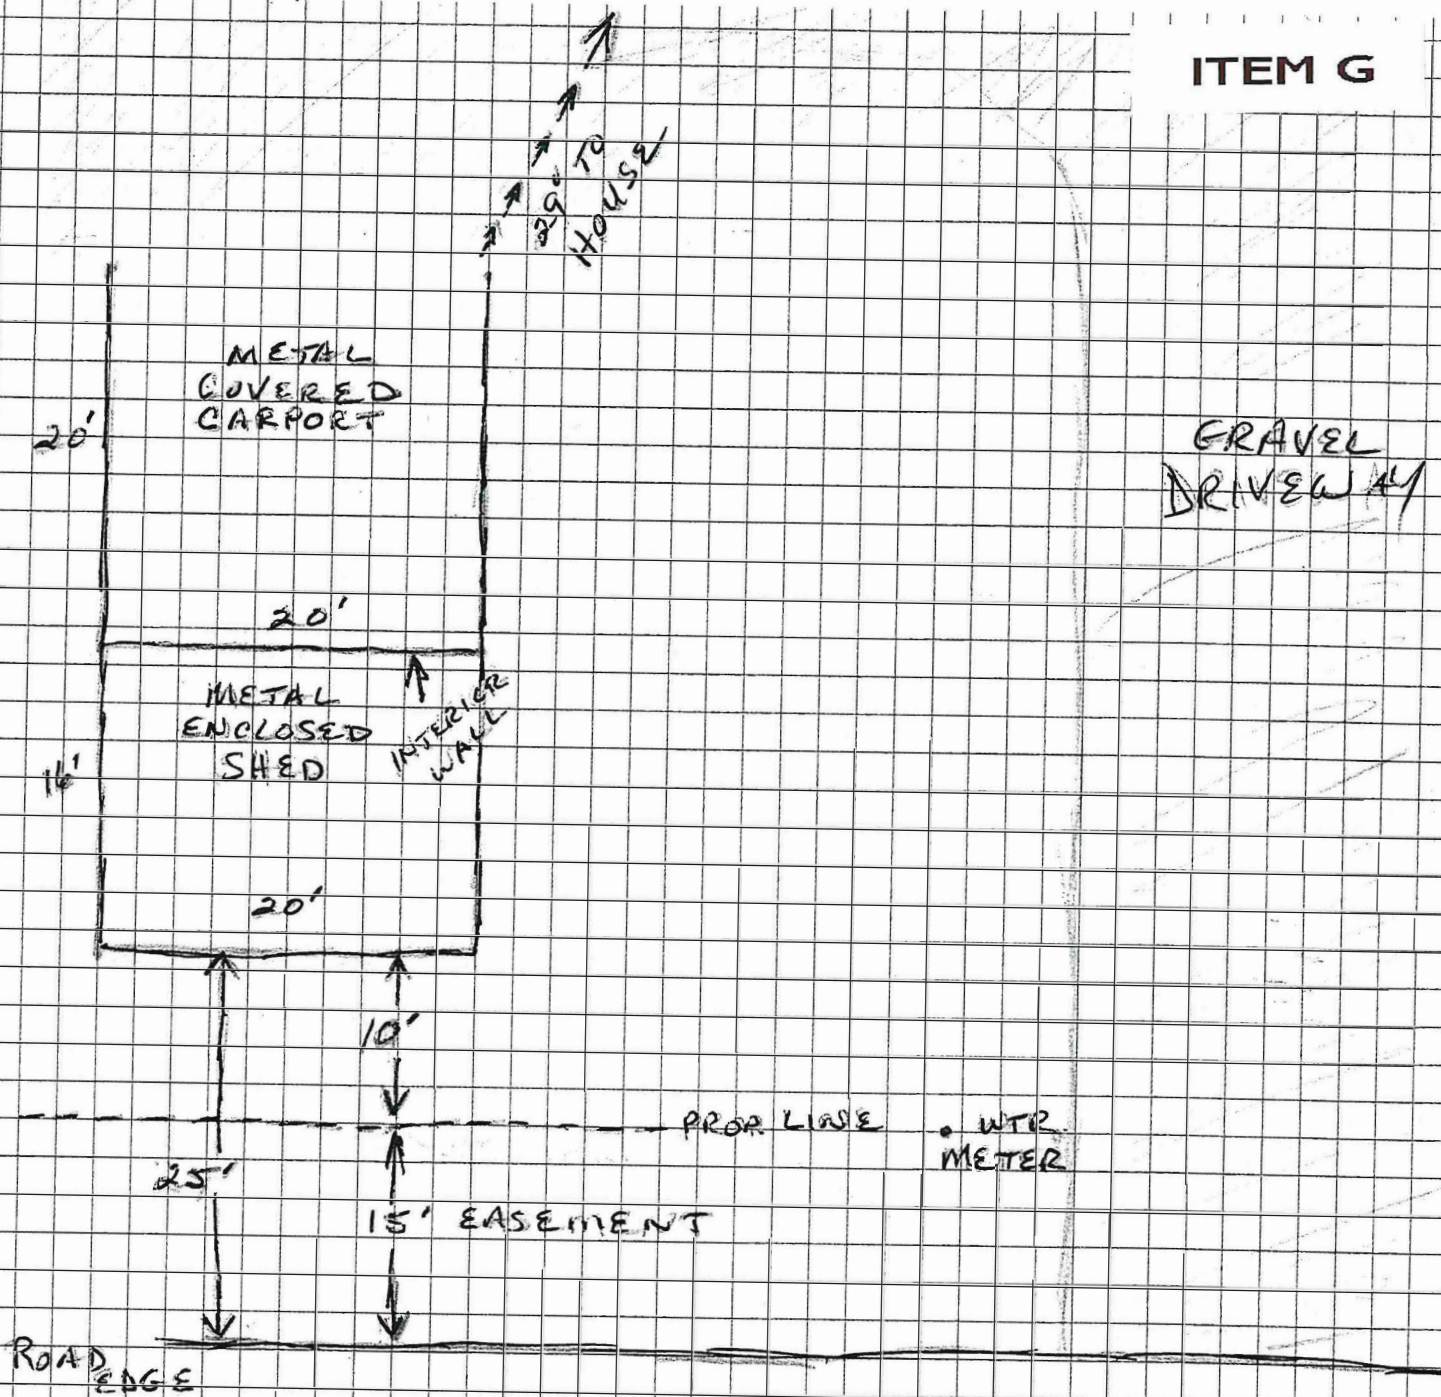 ITEM G
29' TO
HOUSE
METAL
COVERED
CARPORT
20'
GRAVEL
DRIVEWAY
20'
METAL
ENCLOSED
SHED
INTERIOR
WALL
16'
20'
10'
PROP. LINE
WTR.
METER
25'
15' EASEMENT
ROAD
EDGE